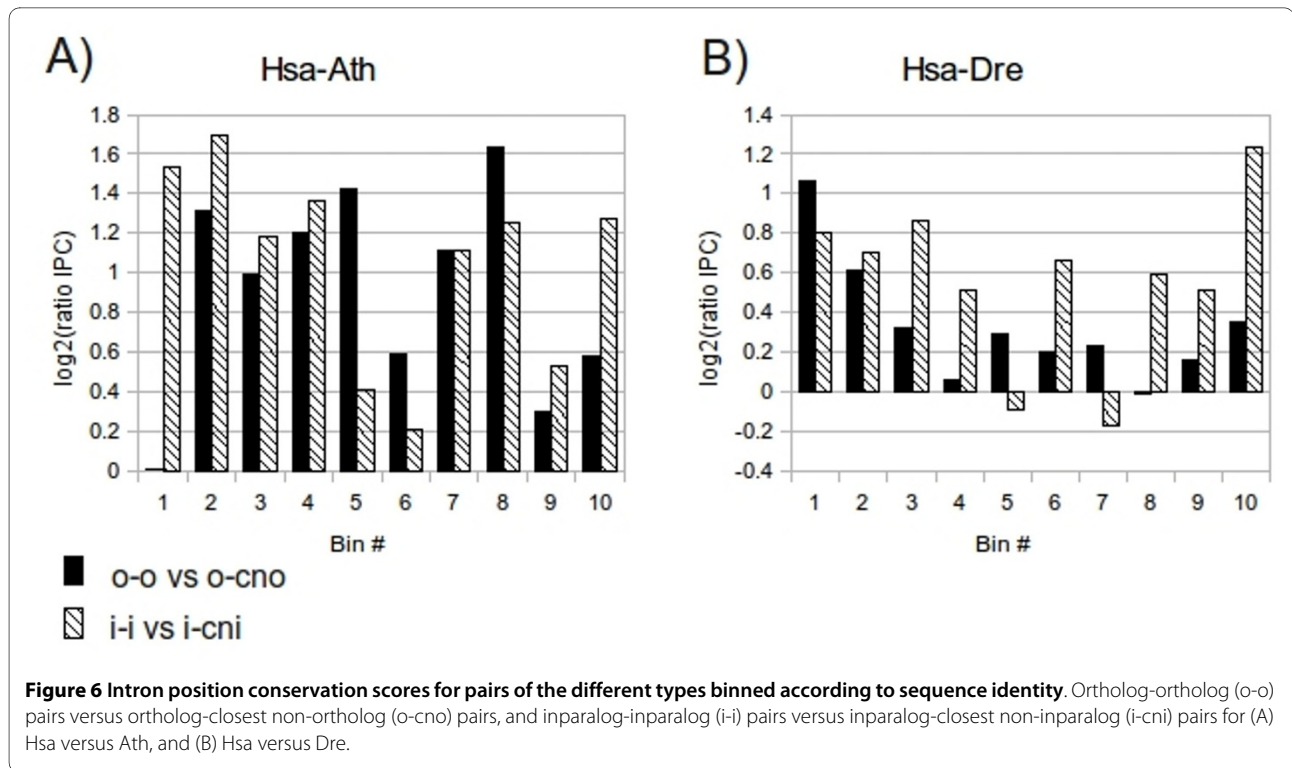 A)
Hsa-Ath
1.8
1.6
1.4
1.2
1
0.8
0.6
0.4
0.2
0
log2(ratio IPC)
1 2 3 4 5 6 7 8 9 10
Bin #
B)
Hsa-Dre
1.4
1.2
1
0.8
0.6
0.4
0.2
0
-0.2
-0.4
log2(ratio IPC)
1 2 3 4 5 6 7 8 9 10
Bin #
o-o vs o-cno
i-i vs i-cni
Figure 6 Intron position conservation scores for pairs of the different types binned according to sequence identity. Ortholog-ortholog (o-o)
pairs versus ortholog-closest non-ortholog (o-cno) pairs, and inparalog-inparalog (i-i) pairs versus inparalog-closest non-inparalog (i-cni) pairs for (A)
Hsa versus Ath, and (B) Hsa versus Dre.